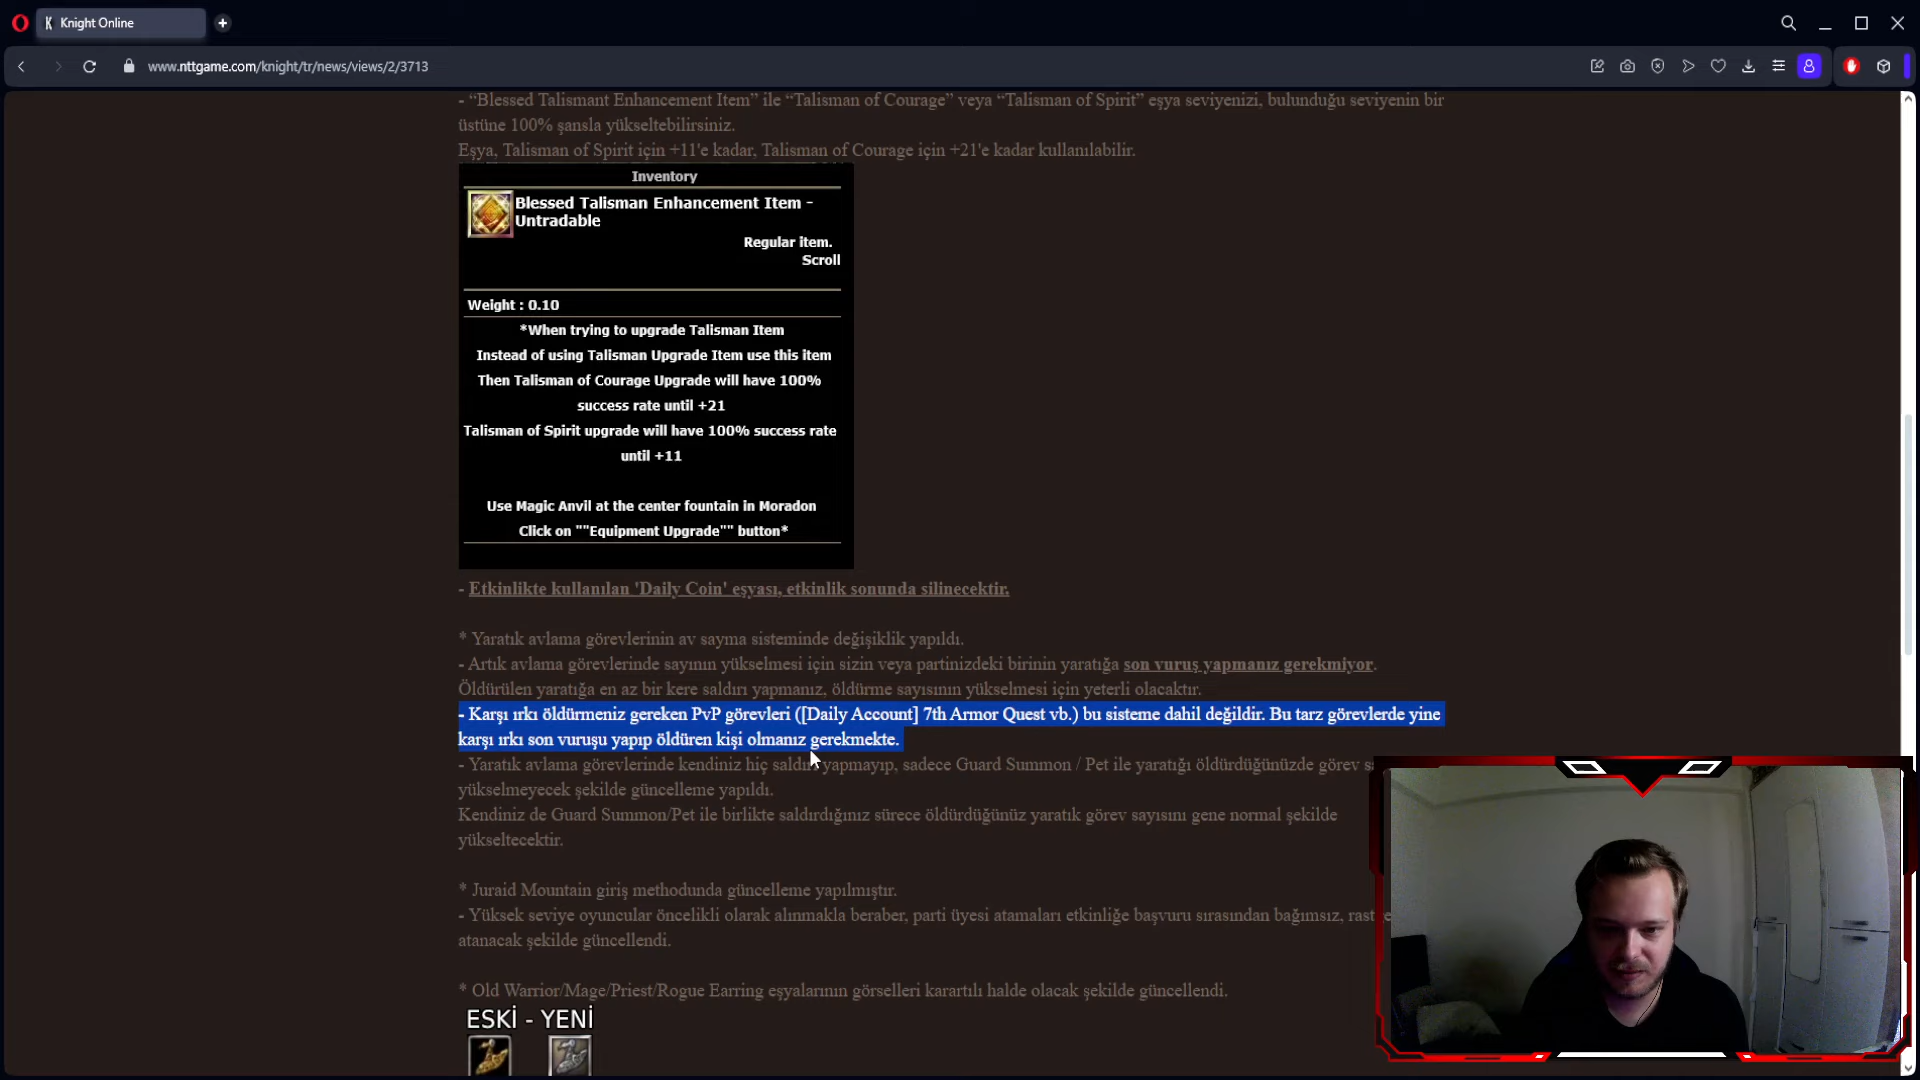 K Knight Online
www.nttgame.com/knight/tr/news/views/2/3713
- “Blessed Talismant Enhancement Item” ile “Talisman of Courage” veya “Talisman of Spirit” eşya seviyenizi, bulunduğu seviyenin bir
üstüne 100% şansla yükseltebilirsiniz.
Eşya, Talisman of Spirit için +11'e kadar, Talisman of Courage için +21'e kadar kullanılabilir.
Inventory
Blessed Talisman Enhancement Item -
Untradable
Regular item.
Scroll
Weight : 0.10
*When trying to upgrade Talisman Item
Instead of using Talisman Upgrade Item use this item
Then Talisman of Courage Upgrade will have 100%
success rate until +21
Talisman of Spirit upgrade will have 100% success rate
until +11
Use Magic Anvil at the center fountain in Moradon
Click on ""Equipment Upgrade"" button*
- Etkinlikte kullanılan 'Daily Coin' eşyası, etkinlik sonunda silinecektir.
* Yaratık avlama görevlerinin av sayma sisteminde değişiklik yapıldı.
- Artık avlama görevlerinde sayının yükselmesi için sizin veya partinizdeki birinin yaratığa son vuruş yapmanız gerekmiyor.
Öldürülen yaratığa en az bir kere saldırı yapmanız, öldürme sayısının yükselmesi için yeterli olacaktır.
- Karşı ırkı öldürmeniz gereken PvP görevleri ([Daily Account] 7th Armor Quest vb.) bu sisteme dahil değildir. Bu tarz görevlerde yine
karşı ırkı son vuruşu yapıp öldüren kişi olmanız gerekmekte.
- Yaratık avlama görevlerinde kendiniz hiç saldırı yapmayıp, sadece Guard Summon / Pet ile yaratığı öldürdüğünüzde görev
yükselmeyecek şekilde güncelleme yapıldı.
Kendiniz de Guard Summon/Pet ile birlikte saldırdığınız sürece öldürdüğünüz yaratık görev sayısını gene normal şekilde
yükseltecektir.
* Juraid Mountain giriş methodunda güncelleme yapılmıştır.
- Yüksek seviye oyuncular öncelikli olarak alınmakla beraber, parti üyesi atamaları etkinliğe başvuru sırasından bağımsız,
atanacak şekilde güncellendi.
* Old Warrior/Mage/Priest/Rogue Earring eşyalarının görselleri karartılı halde olacak şekilde güncellendi.
ESKİ - YENİ